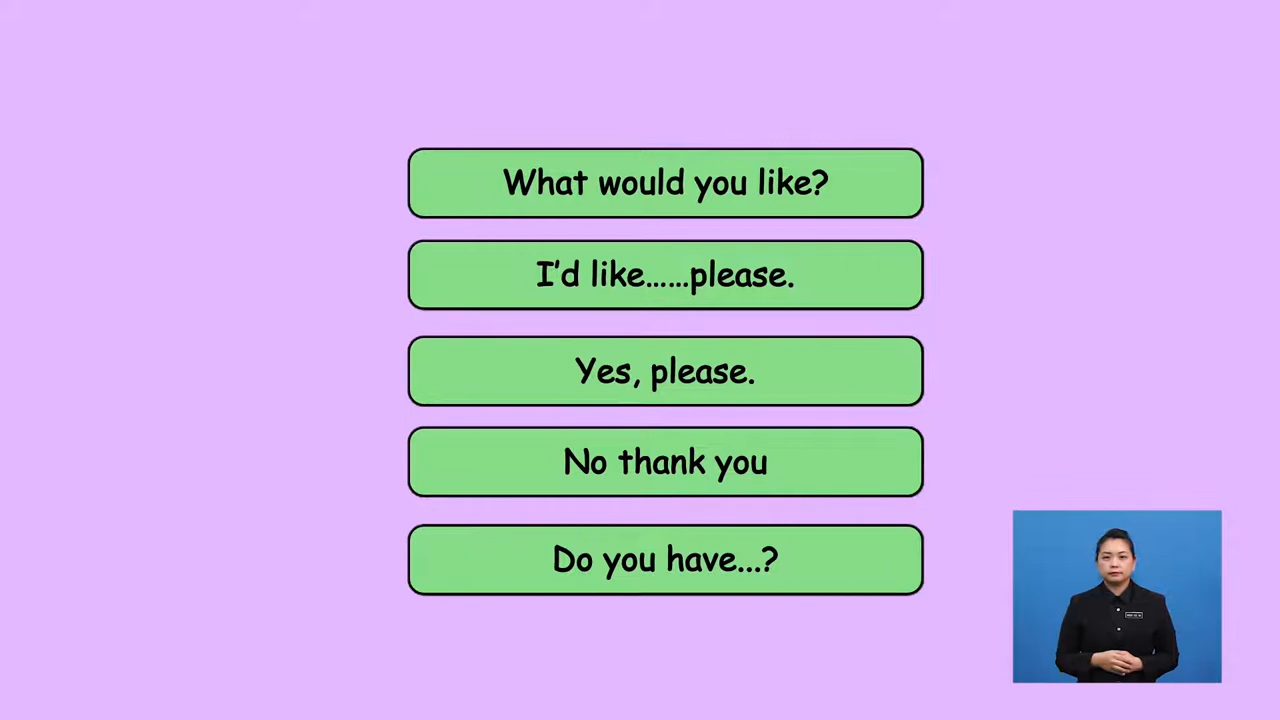 What would you like?
I'd like......please.
Yes, please.
No thank you
Do you have...?